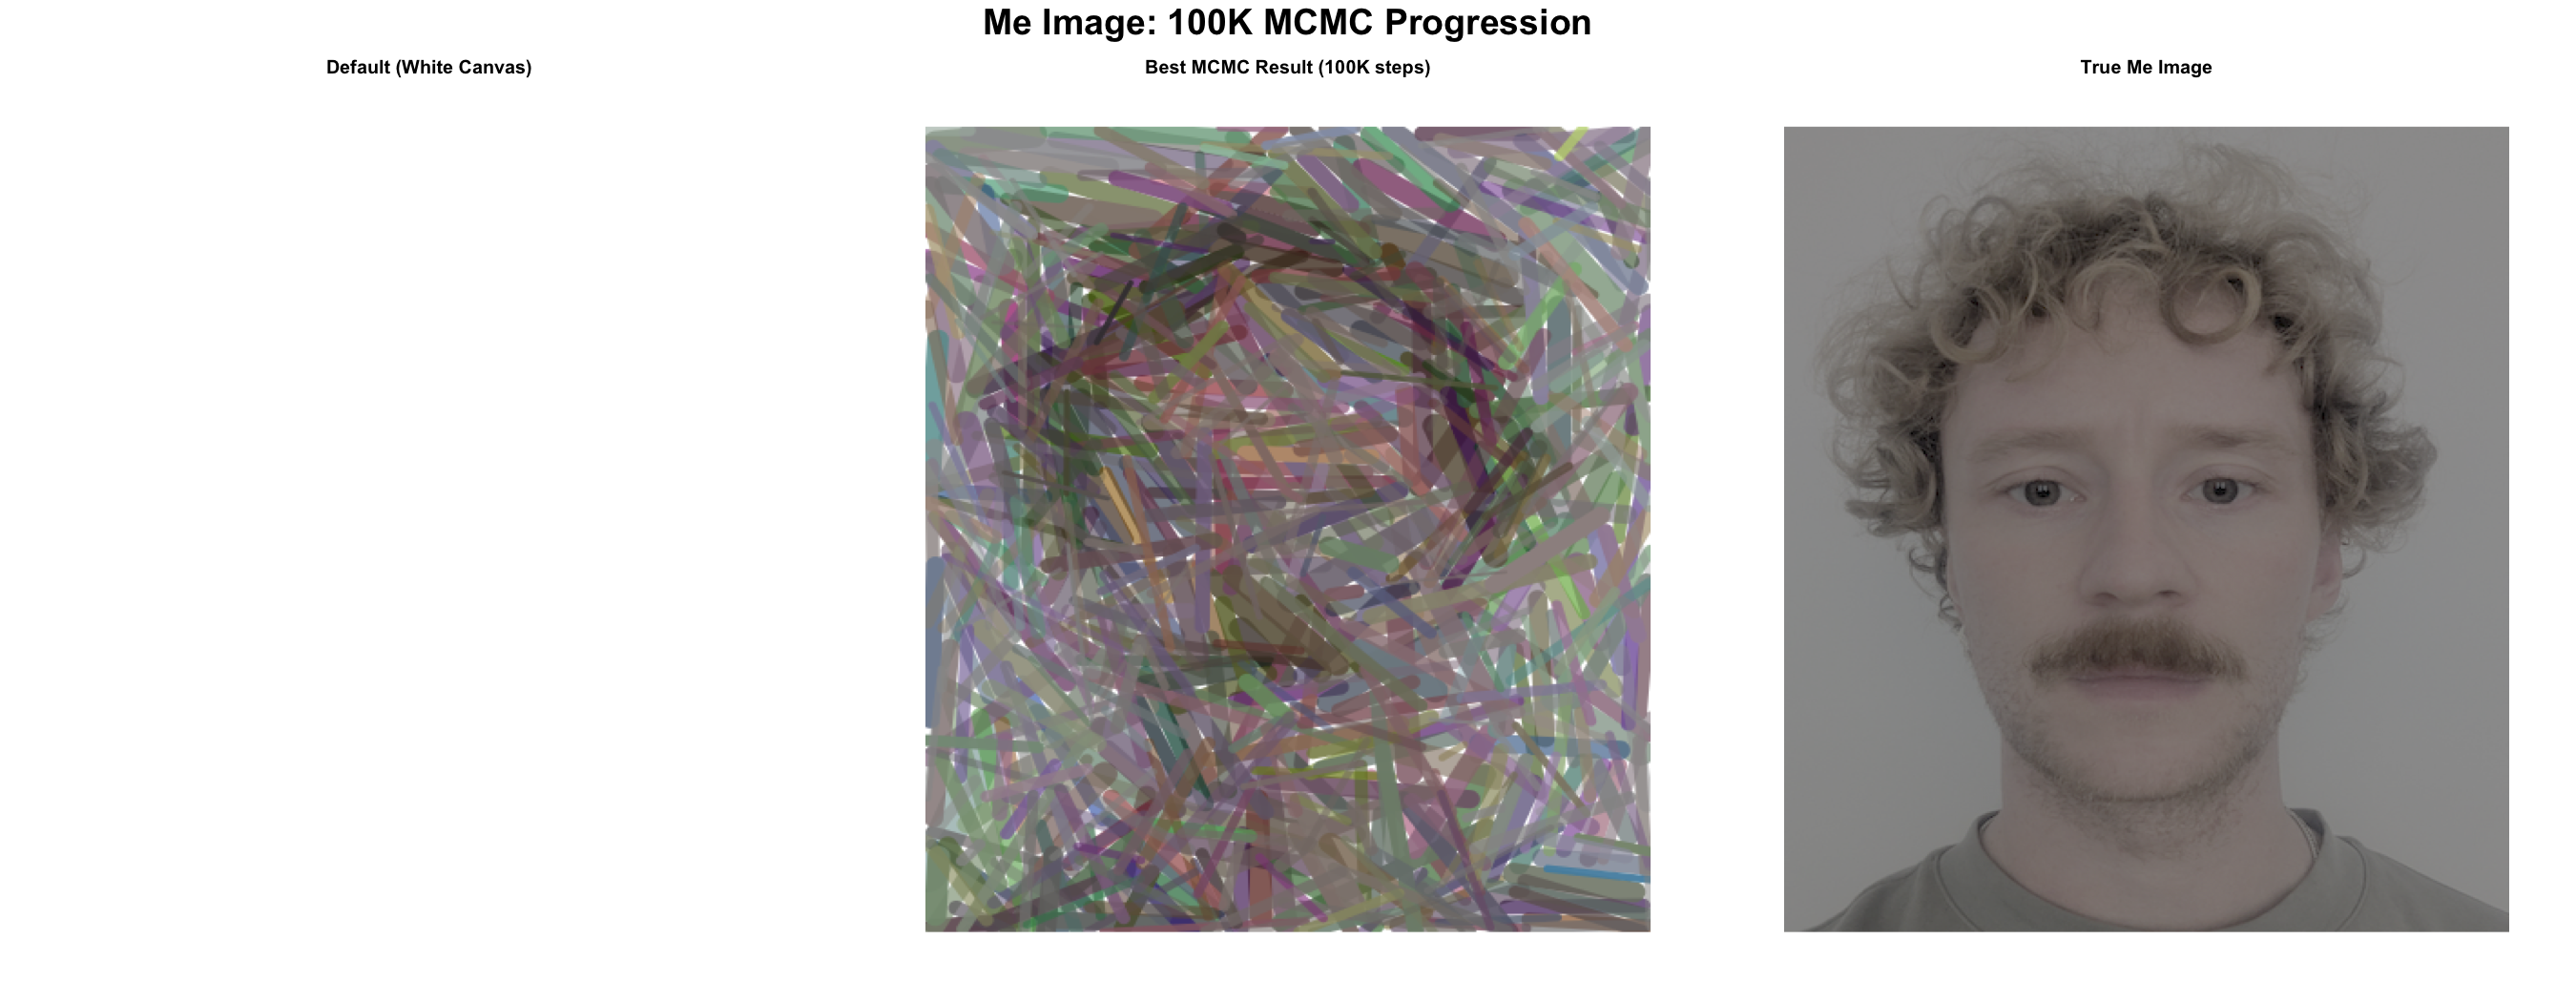 Me Image: 100K MCMC Progression
Default (White Canvas)
Best MCMC Result (100K steps)
True Me Image